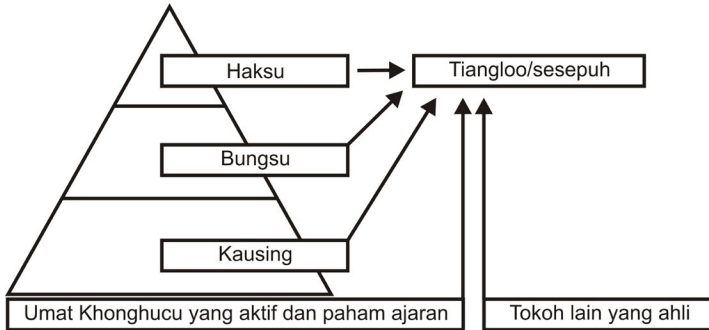 Haksu
Tiangloo/sesepuh
Bungsu
Kausing
Umat Khonghucu yang aktif dan paham ajaran
Tokoh lain yang ahli